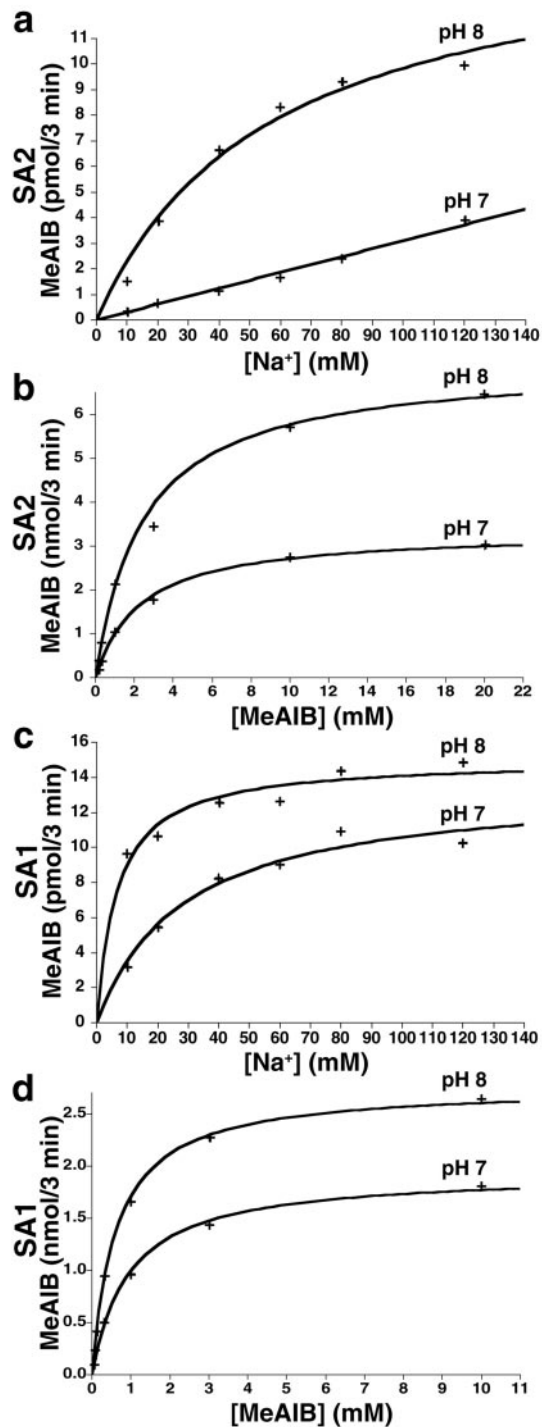 a
SA2
MeAIB (pmol/3 min)
11
10
9
8
7
6
5
4
3
2
1
0
pH 8
pH 7
0 10 20 30 40 50 60 70 80 90 100 110 120 130 140
[Na⁺] (mM)
b
SA2
MeAIB (nmol/3 min)
6
5
4
3
2
1
0
pH 8
pH 7
0 2 4 6 8 10 12 14 16 18 20 22
[MeAIB] (mM)
c
SA1
MeAIB (pmol/3 min)
16
14
12
10
8
6
4
2
0
pH 8
pH 7
0 10 20 30 40 50 60 70 80 90 100 110 120 130 140
[Na⁺] (mM)
d
SA1
MeAIB (nmol/3 min)
2.5
2.0
1.5
1.0
0.5
0.0
pH 8
pH 7
0 1 2 3 4 5 6 7 8 9 10 11
[MeAIB] (mM)